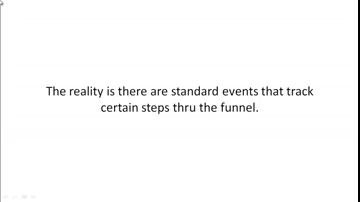 The reality is there are standard events that track
certain steps thru the funnel.